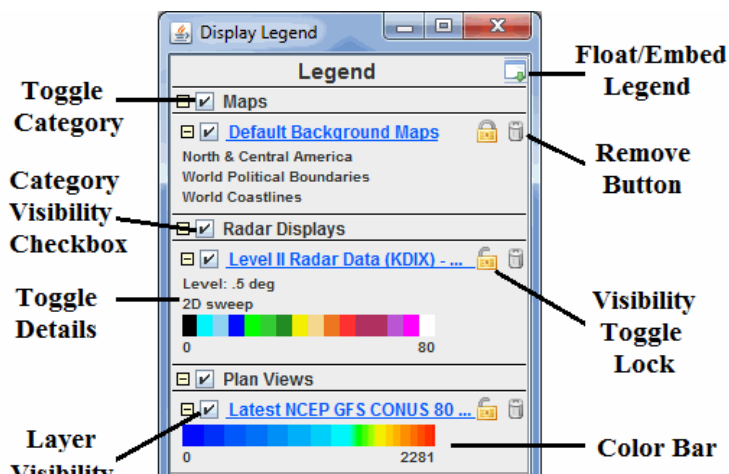 Display Legend
Legend
Float/Embed
Legend
Toggle
Category
Maps
Default Background Maps
North & Central America
World Political Boundaries
World Coastlines
Remove
Button
Category
Visibility
Checkbox
Radar Displays
Level II Radar Data (KDIX) - ...
Level: .5 deg
2D sweep
0 80
Toggle
Details
Visibility
Toggle
Lock
Plan Views
Latest NCEP GFS CONUS 80 ...
0 2281
Layer
Visibility
Color Bar